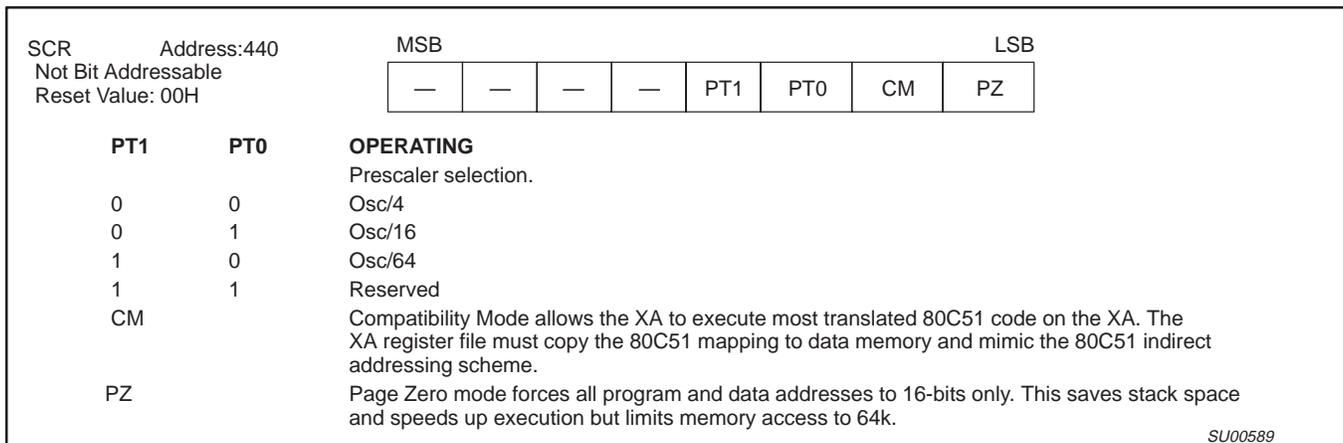 SCR Address:440 MSB LSB
Not Bit Addressable
Reset Value: 00H
— — — — PT1 PT0 CM PZ
PT1 PT0 OPERATING
Prescaler selection.
0 0 Osc/4
0 1 Osc/16
1 0 Osc/64
1 1 Reserved
CM Compatibility Mode allows the XA to execute most translated 80C51 code on the XA. The
XA register file must copy the 80C51 mapping to data memory and mimic the 80C51 indirect
addressing scheme.
PZ Page Zero mode forces all program and data addresses to 16-bits only. This saves stack space
and speeds up execution but limits memory access to 64k.
SU00589